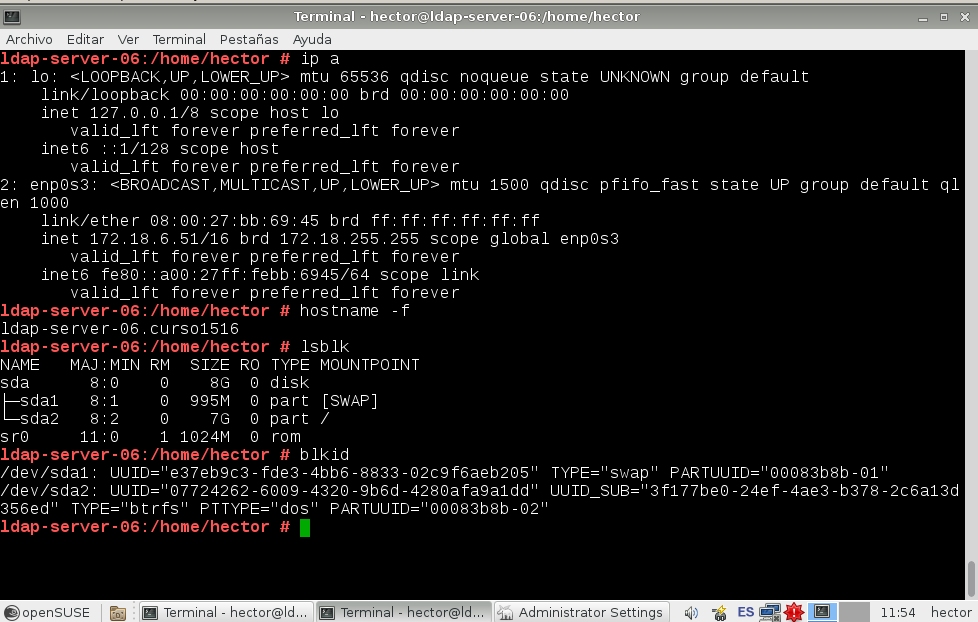 Terminal - hector@ldap-server-06:/home/hector
Archivo Editar Ver Terminal Pestañas Ayuda
ldap-server-06:/home/hector # ip a
1: lo: <LOOPBACK,UP,LOWER_UP> mtu 65536 qdisc noqueue state UNKNOWN group default
    link/loopback 00:00:00:00:00:00 brd 00:00:00:00:00:00
    inet 127.0.0.1/8 scope host lo
       valid_lft forever preferred_lft forever
    inet6 ::1/128 scope host
       valid_lft forever preferred_lft forever
2: enp0s3: <BROADCAST,MULTICAST,UP,LOWER_UP> mtu 1500 qdisc pfifo_fast state UP group default ql
en 1000
    link/ether 08:00:27:bb:69:45 brd ff:ff:ff:ff:ff:ff
    inet 172.18.6.51/16 brd 172.18.255.255 scope global enp0s3
       valid_lft forever preferred_lft forever
    inet6 fe80::a00:27ff:febb:6945/64 scope link
       valid_lft forever preferred_lft forever
ldap-server-06:/home/hector # hostname -f
ldap-server-06.curso1516
ldap-server-06:/home/hector # lsblk
NAME   MAJ:MIN RM  SIZE RO TYPE MOUNTPOINT
sda      8:0    0    8G  0 disk
├─sda1   8:1    0  995M  0 part [SWAP]
└─sda2   8:2    0    7G  0 part /
sr0     11:0    1 1024M  0 rom
ldap-server-06:/home/hector # blkid
/dev/sda1: UUID="e37eb9c3-fde3-4bb6-8833-02c9f6aeb205" TYPE="swap" PARTUUID="00083b8b-01"
/dev/sda2: UUID="07724262-6009-4320-9b6d-4280afa9a1dd" UUID_SUB="3f177be0-24ef-4ae3-b378-2c6a13d
356ed" TYPE="btrfs" PTTYPE="dos" PARTUUID="00083b8b-02"
ldap-server-06:/home/hector #
openSUSE Terminal - hector@ld... Terminal - hector@ld... Administrator Settings ES 11:54 hector